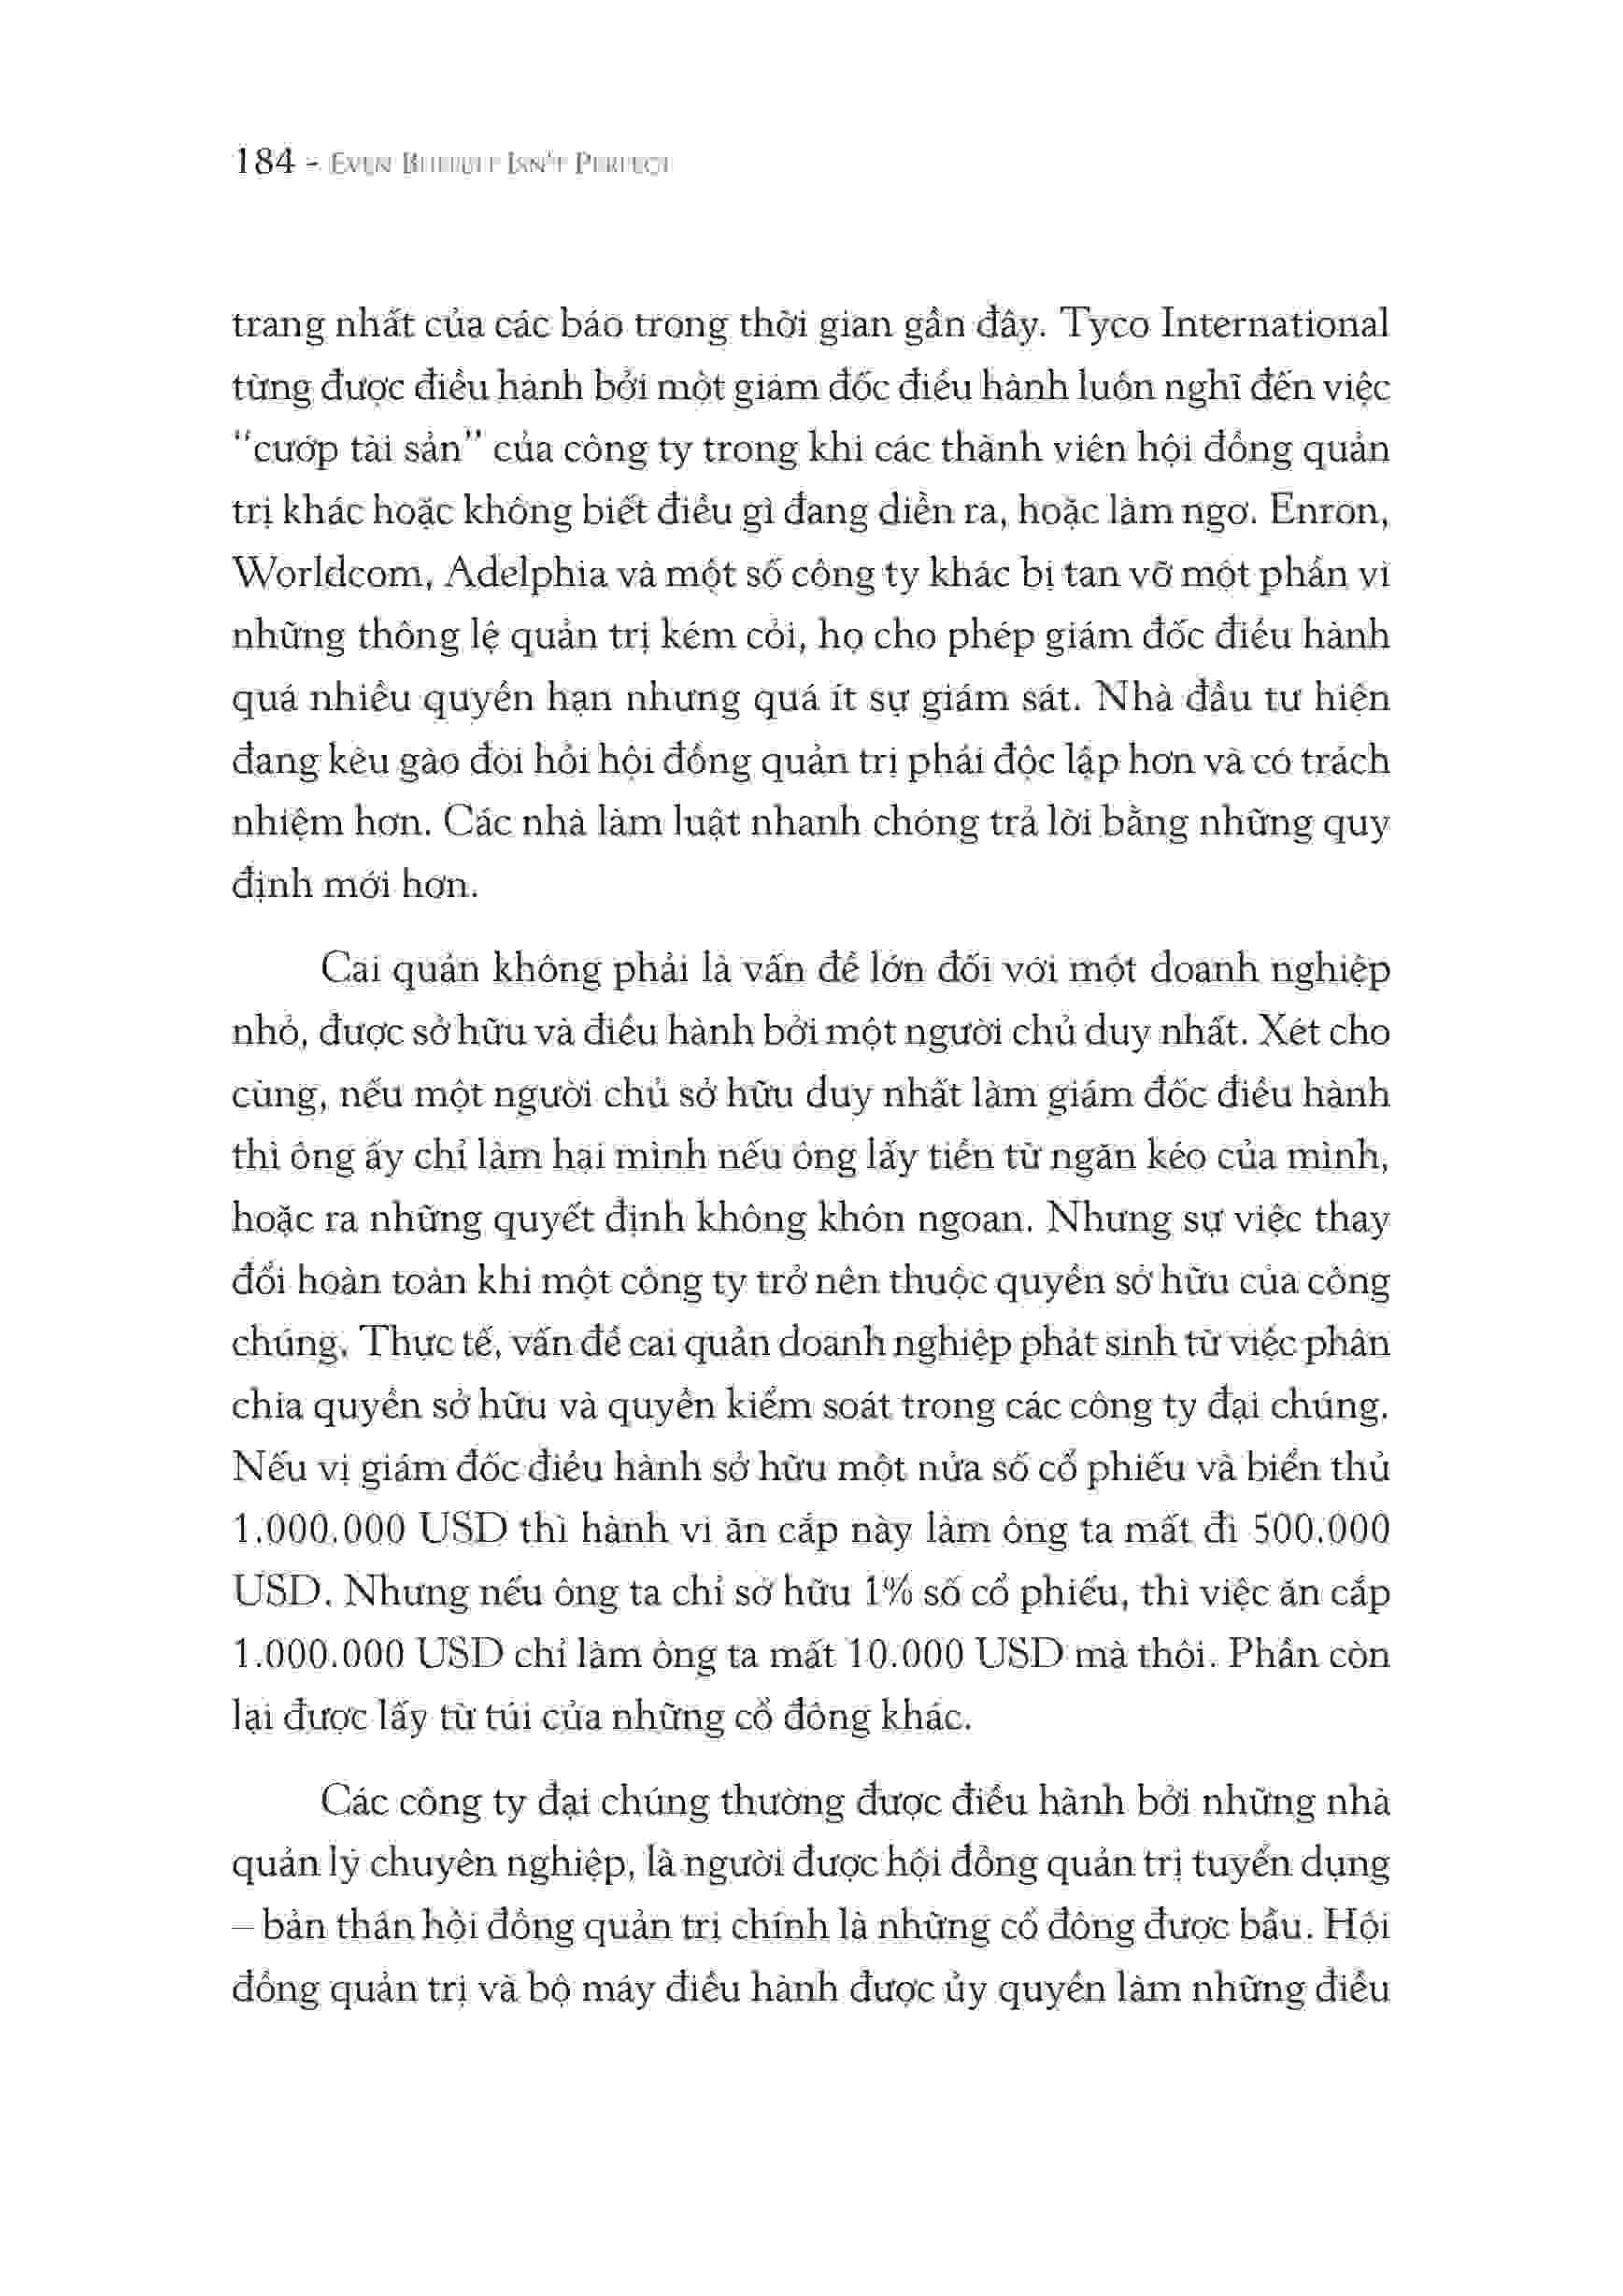 184 - EVEN BUFFETT ISN'T PERFECT
trang nhất của các báo trong thời gian gần đây. Tyco International
từng được điều hành bởi một giám đốc điều hành luôn nghĩ đến việc
“cướp tài sản” của công ty trong khi các thành viên hội đồng quản
trị khác hoặc không biết điều gì đang diễn ra, hoặc làm ngơ. Enron,
Worldcom, Adelphia và một số công ty khác bị tan vỡ một phần vì
những thông lệ quản trị kém cỏi, họ cho phép giám đốc điều hành
quá nhiều quyền hạn nhưng quá ít sự giám sát. Nhà đầu tư hiện
đang kêu gào đòi hỏi hội đồng quản trị phải độc lập hơn và có trách
nhiệm hơn. Các nhà làm luật nhanh chóng trả lời bằng những quy
định mới hơn.
Cai quản không phải là vấn đề lớn đối với một doanh nghiệp
nhỏ, được sở hữu và điều hành bởi một người chủ duy nhất. Xét cho
cùng, nếu một người chủ sở hữu duy nhất làm giám đốc điều hành
thì ông ấy chỉ làm hại mình nếu ông lấy tiền từ ngăn kéo của mình,
hoặc ra những quyết định không khôn ngoan. Nhưng sự việc thay
đổi hoàn toàn khi một công ty trở nên thuộc quyền sở hữu của công
chúng. Thực tế, vấn đề cai quản doanh nghiệp phát sinh từ việc phân
chia quyền sở hữu và quyền kiểm soát trong các công ty đại chúng.
Nếu vị giám đốc điều hành sở hữu một nửa số cổ phiếu và biển thủ
1.000.000 USD thì hành vi ăn cắp này làm ông ta mất đi 500.000
USD. Nhưng nếu ông ta chỉ sở hữu 1% số cổ phiếu, thì việc ăn cắp
1.000.000 USD chỉ làm ông ta mất 10.000 USD mà thôi. Phần còn
lại được lấy từ túi của những cổ đông khác.
Các công ty đại chúng thường được điều hành bởi những nhà
quản lý chuyên nghiệp, là người được hội đồng quản trị tuyển dụng
– bản thân hội đồng quản trị chính là những cổ đông được bầu. Hội
đồng quản trị và bộ máy điều hành được ủy quyền làm những điều